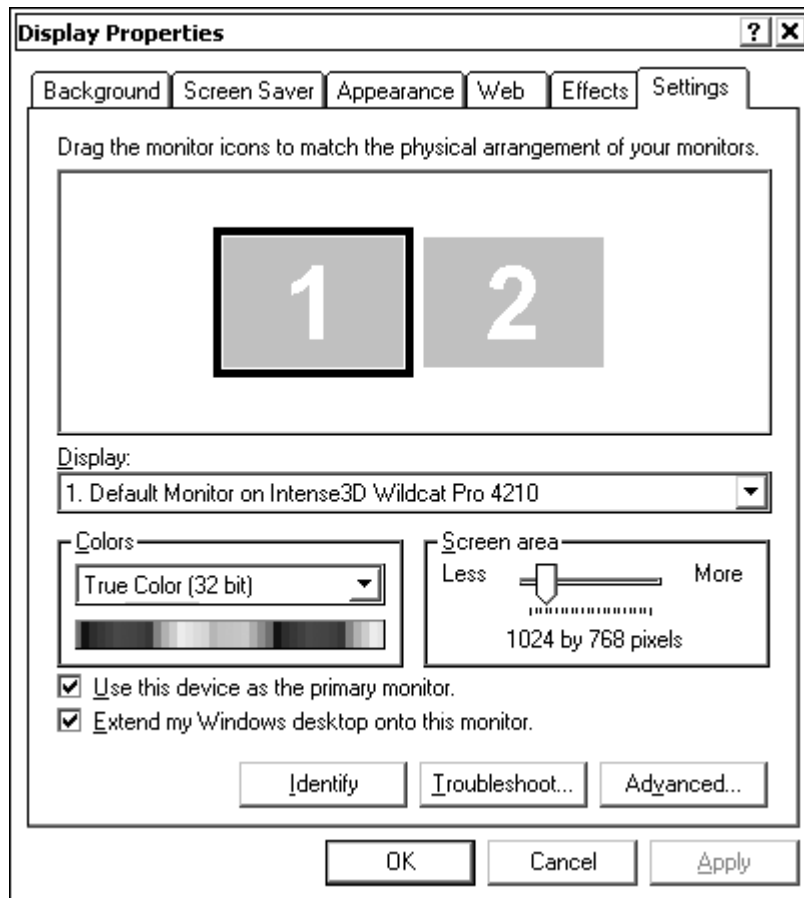 Display Properties ? X
Background Screen Saver Appearance Web Effects Settings
Drag the monitor icons to match the physical arrangement of your monitors.
1 2
Display:
1. Default Monitor on Intense3D Wildcat Pro 4210
Colors Screen area
True Color (32 bit) Less More
1024 by 768 pixels
Use this device as the primary monitor.
Extend my Windows desktop onto this monitor.
Identify Troubleshoot... Advanced...
OK Cancel Apply